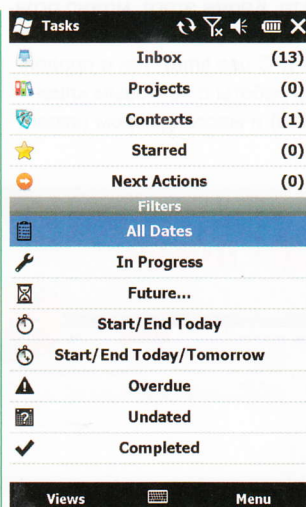 Tasks
Inbox (13)
Projects (0)
Contexts (1)
Starred (0)
Next Actions (0)
Filters
All Dates
In Progress
Future...
Start/End Today
Start/End Today/Tomorrow
Overdue
Undated
Completed
Views Menu